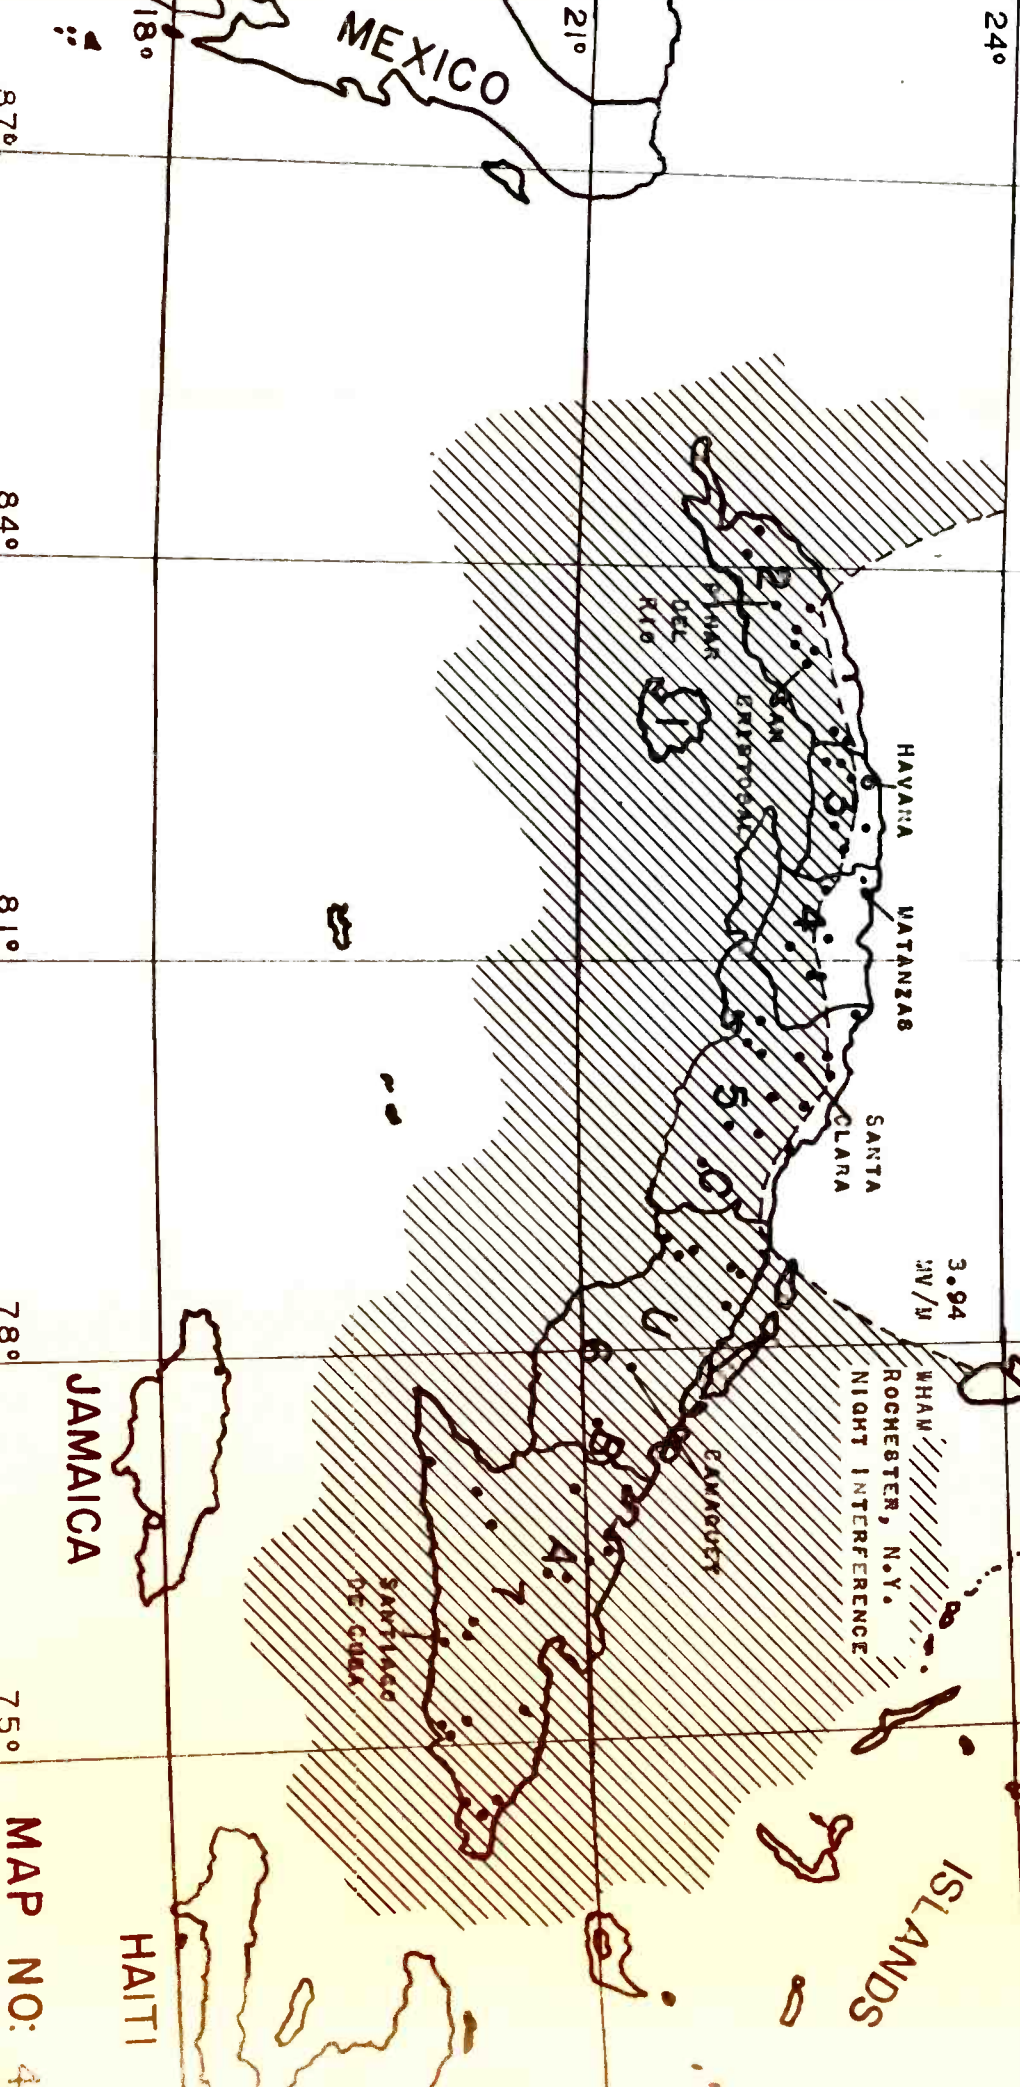 24°
21°
18°
MEXICO
87°
84°
81°
78°
75°
HAVANA
MATANZAS
SANTA
CLARA
3.94
MV/M
WHAM
ROCHESTER, N.Y.
NIGHT INTERFERENCE
2
PINAR
DEL
RIO
SAN
CRISTOBAL
1
3
4
5
C
U
6
B
CAMAGUEY
A
7
SANTIAGO
DE CUBA
ISLANDS
JAMAICA
HAITI
MAP NO: 4